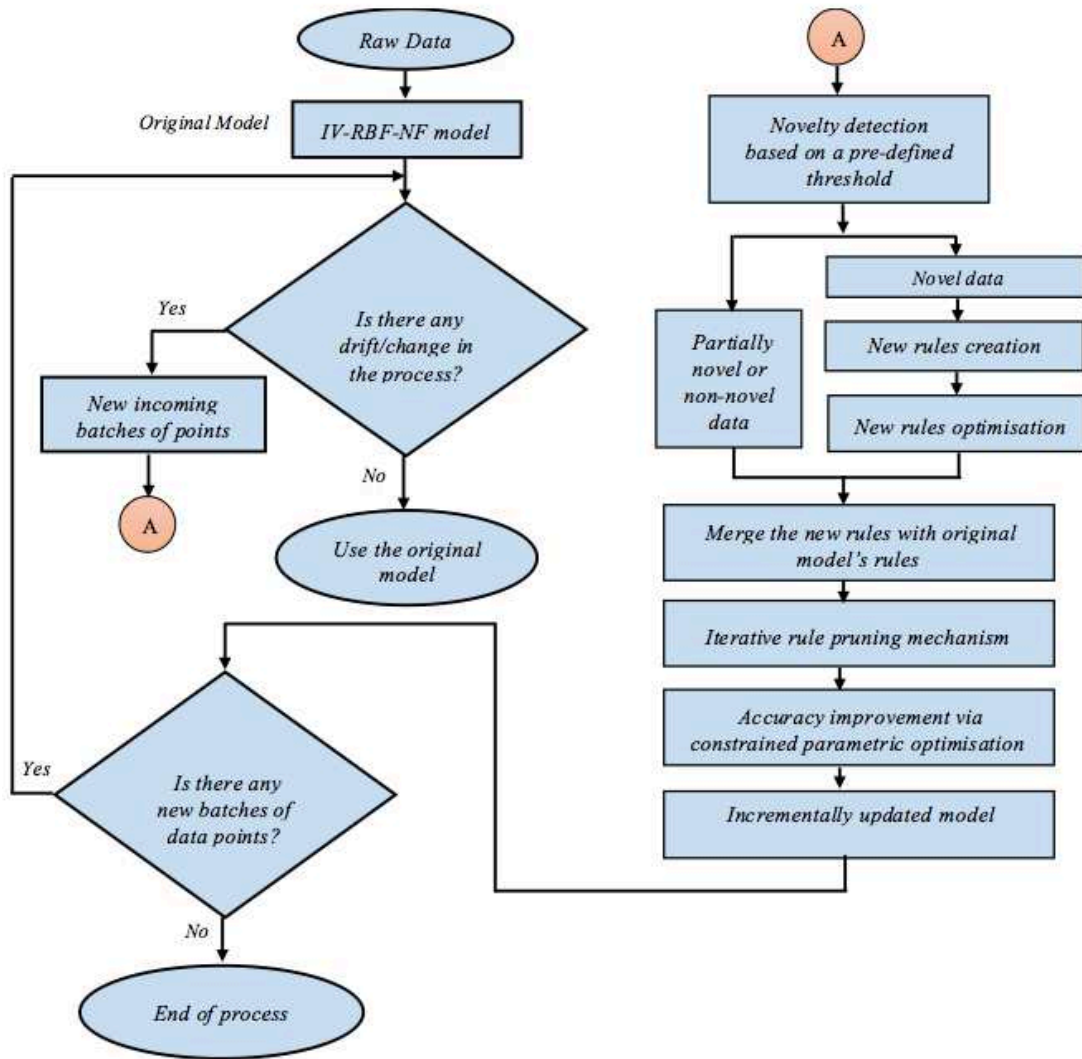 Raw Data
Original Model
IV-RBF-NF model
Is there any
drift/change in
the process?
Yes
New incoming
batches of points
A
No
Use the original
model
A
Novelty detection
based on a pre-defined
threshold
Partially
novel or
non-novel
data
Novel data
New rules creation
New rules optimisation
Merge the new rules with original
model’s rules
Iterative rule pruning mechanism
Accuracy improvement via
constrained parametric optimisation
Incrementally updated model
Is there any
new batches of
data points?
Yes
No
End of process